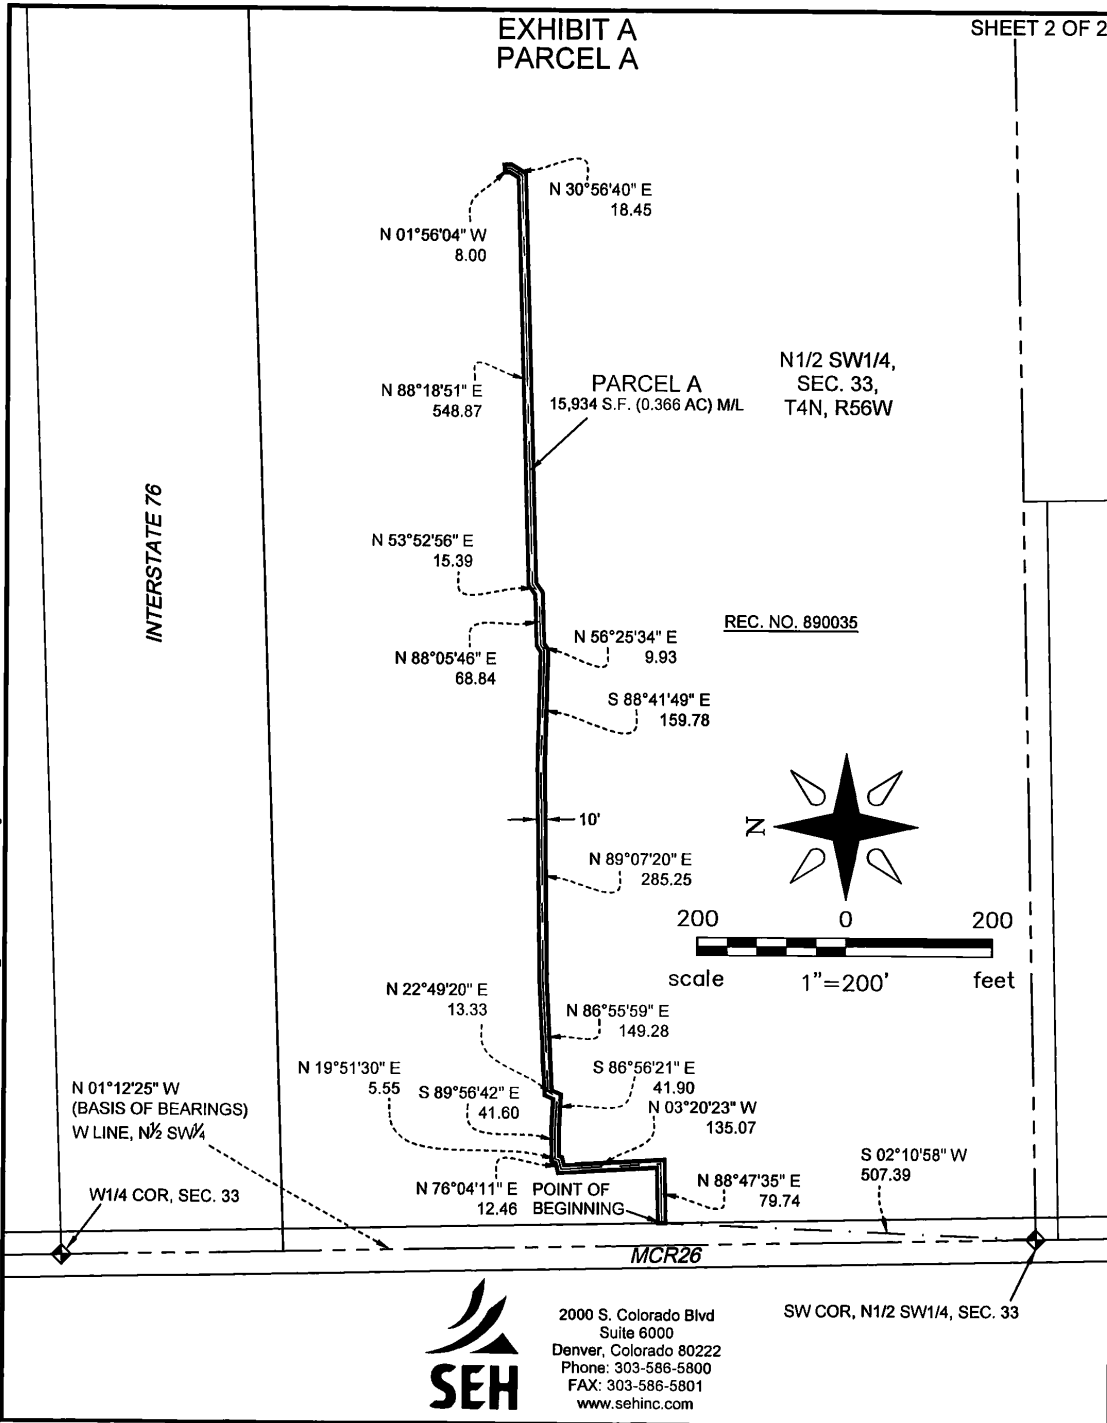 EXHIBIT A
PARCEL A
SHEET 2 OF 2
N 30°56'40" E
18.45
N 01°56'04" W
8.00
N1/2 SW1/4,
SEC. 33,
T4N, R56W
PARCEL A
15,934 S.F. (0.366 AC) M/L
N 88°18'51" E
548.87
INTERSTATE 76
N 53°52'56" E
15.39
REC. NO. 890035
N 56°25'34" E
9.93
N 88°05'46" E
68.84
S 88°41'49" E
159.78
10'
N
N 89°07'20" E
285.25
200 0 200
scale 1"=200' feet
N 22°49'20" E
13.33
N 86°55'59" E
149.28
N 19°51'30" E
5.55
S 86°56'21" E
41.90
S 89°56'42" E
41.60
N 03°20'23" W
135.07
N 01°12'25" W
(BASIS OF BEARINGS)
W LINE, N½ SW¼
S 02°10'58" W
507.39
N 88°47'35" E
79.74
N 76°04'11" E
12.46
POINT OF
BEGINNING
W1/4 COR, SEC. 33
MCR26
SW COR, N1/2 SW1/4, SEC. 33
SEH
2000 S. Colorado Blvd
Suite 6000
Denver, Colorado 80222
Phone: 303-586-5800
FAX: 303-586-5801
www.sehinc.com